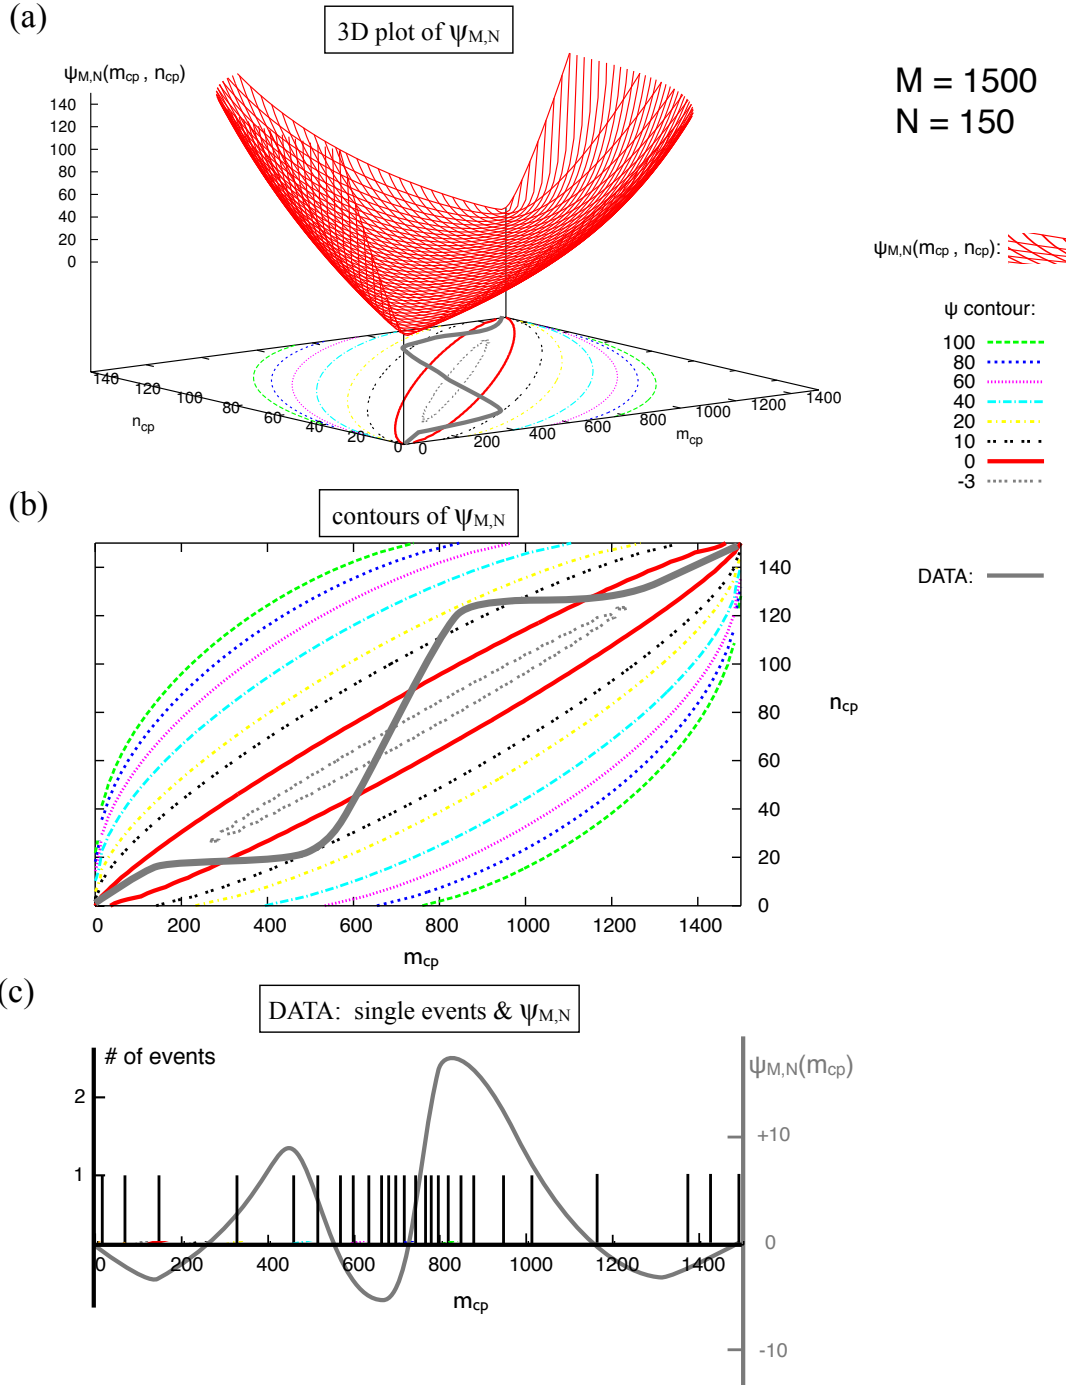 (a)
3D plot of ψM,N
ψM,N(mcp , ncp)
M = 1500
N = 150
140
120
100
80
60
40
20
0
ψM,N(mcp , ncp):
ψ contour:
100
80
60
40
20
10
0
-3
140 120 100 80 60 40 20 0
ncp
0 200 400 600 800 1000 1200 1400
mcp
(b)
contours of ψM,N
DATA:
140
120
100
80
60
40
20
0
ncp
0 200 400 600 800 1000 1200 1400
mcp
(c)
DATA: single events & ψM,N
# of events
ψM,N(mcp)
2
1
+10
0
-10
0 200 400 600 800 1000 1200 1400
mcp